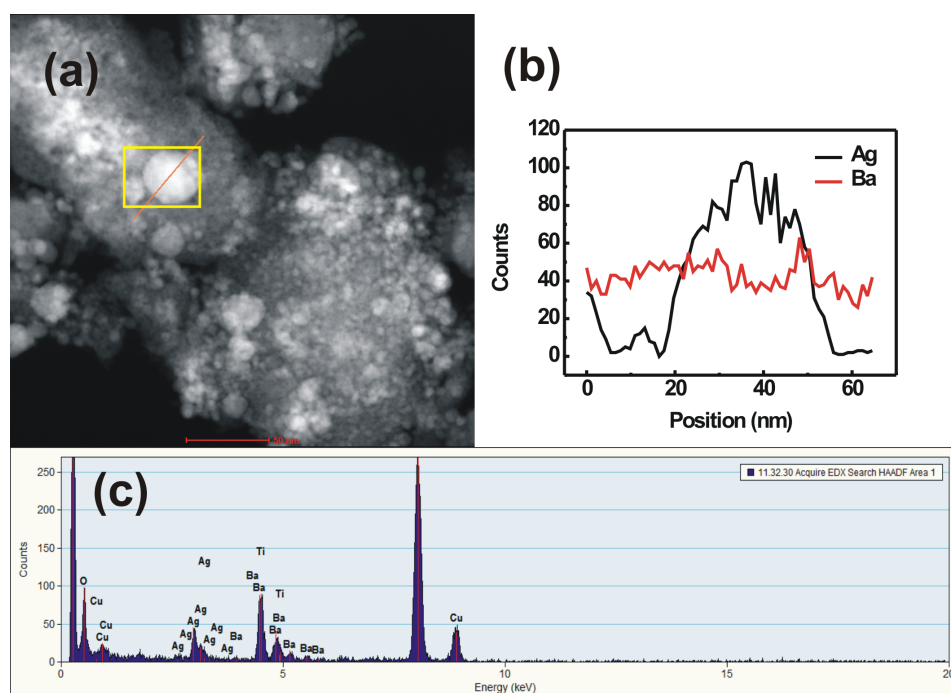 (a)
50 nm
(b)
120
100
80
60
40
20
0
Counts
Ag
Ba
0
20
40
60
Position (nm)
(c)
11.32.30 Acquire EDX Search HAADF Area 1
250
200
150
100
50
0
Counts
O
Cu
Cu
Cu
Ag
Ag
Ag
Ag
Ag
Ag
Ag
Ag
Ba
Ti
Ba
Ba
Ti
Ba
Ba
Ba
Ba
Ba
Cu
0
5
10
15
20
Energy (keV)